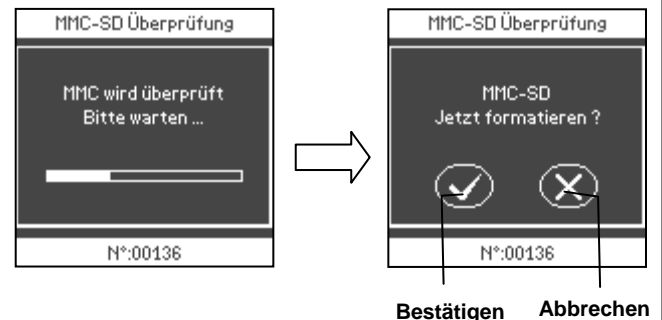 MMC-SD Überprüfung
MMC wird überprüft
Bitte warten ...
N°:00136
MMC-SD Überprüfung
MMC-SD
Jetzt formatieren ?
N°:00136
Bestätigen
Abbrechen